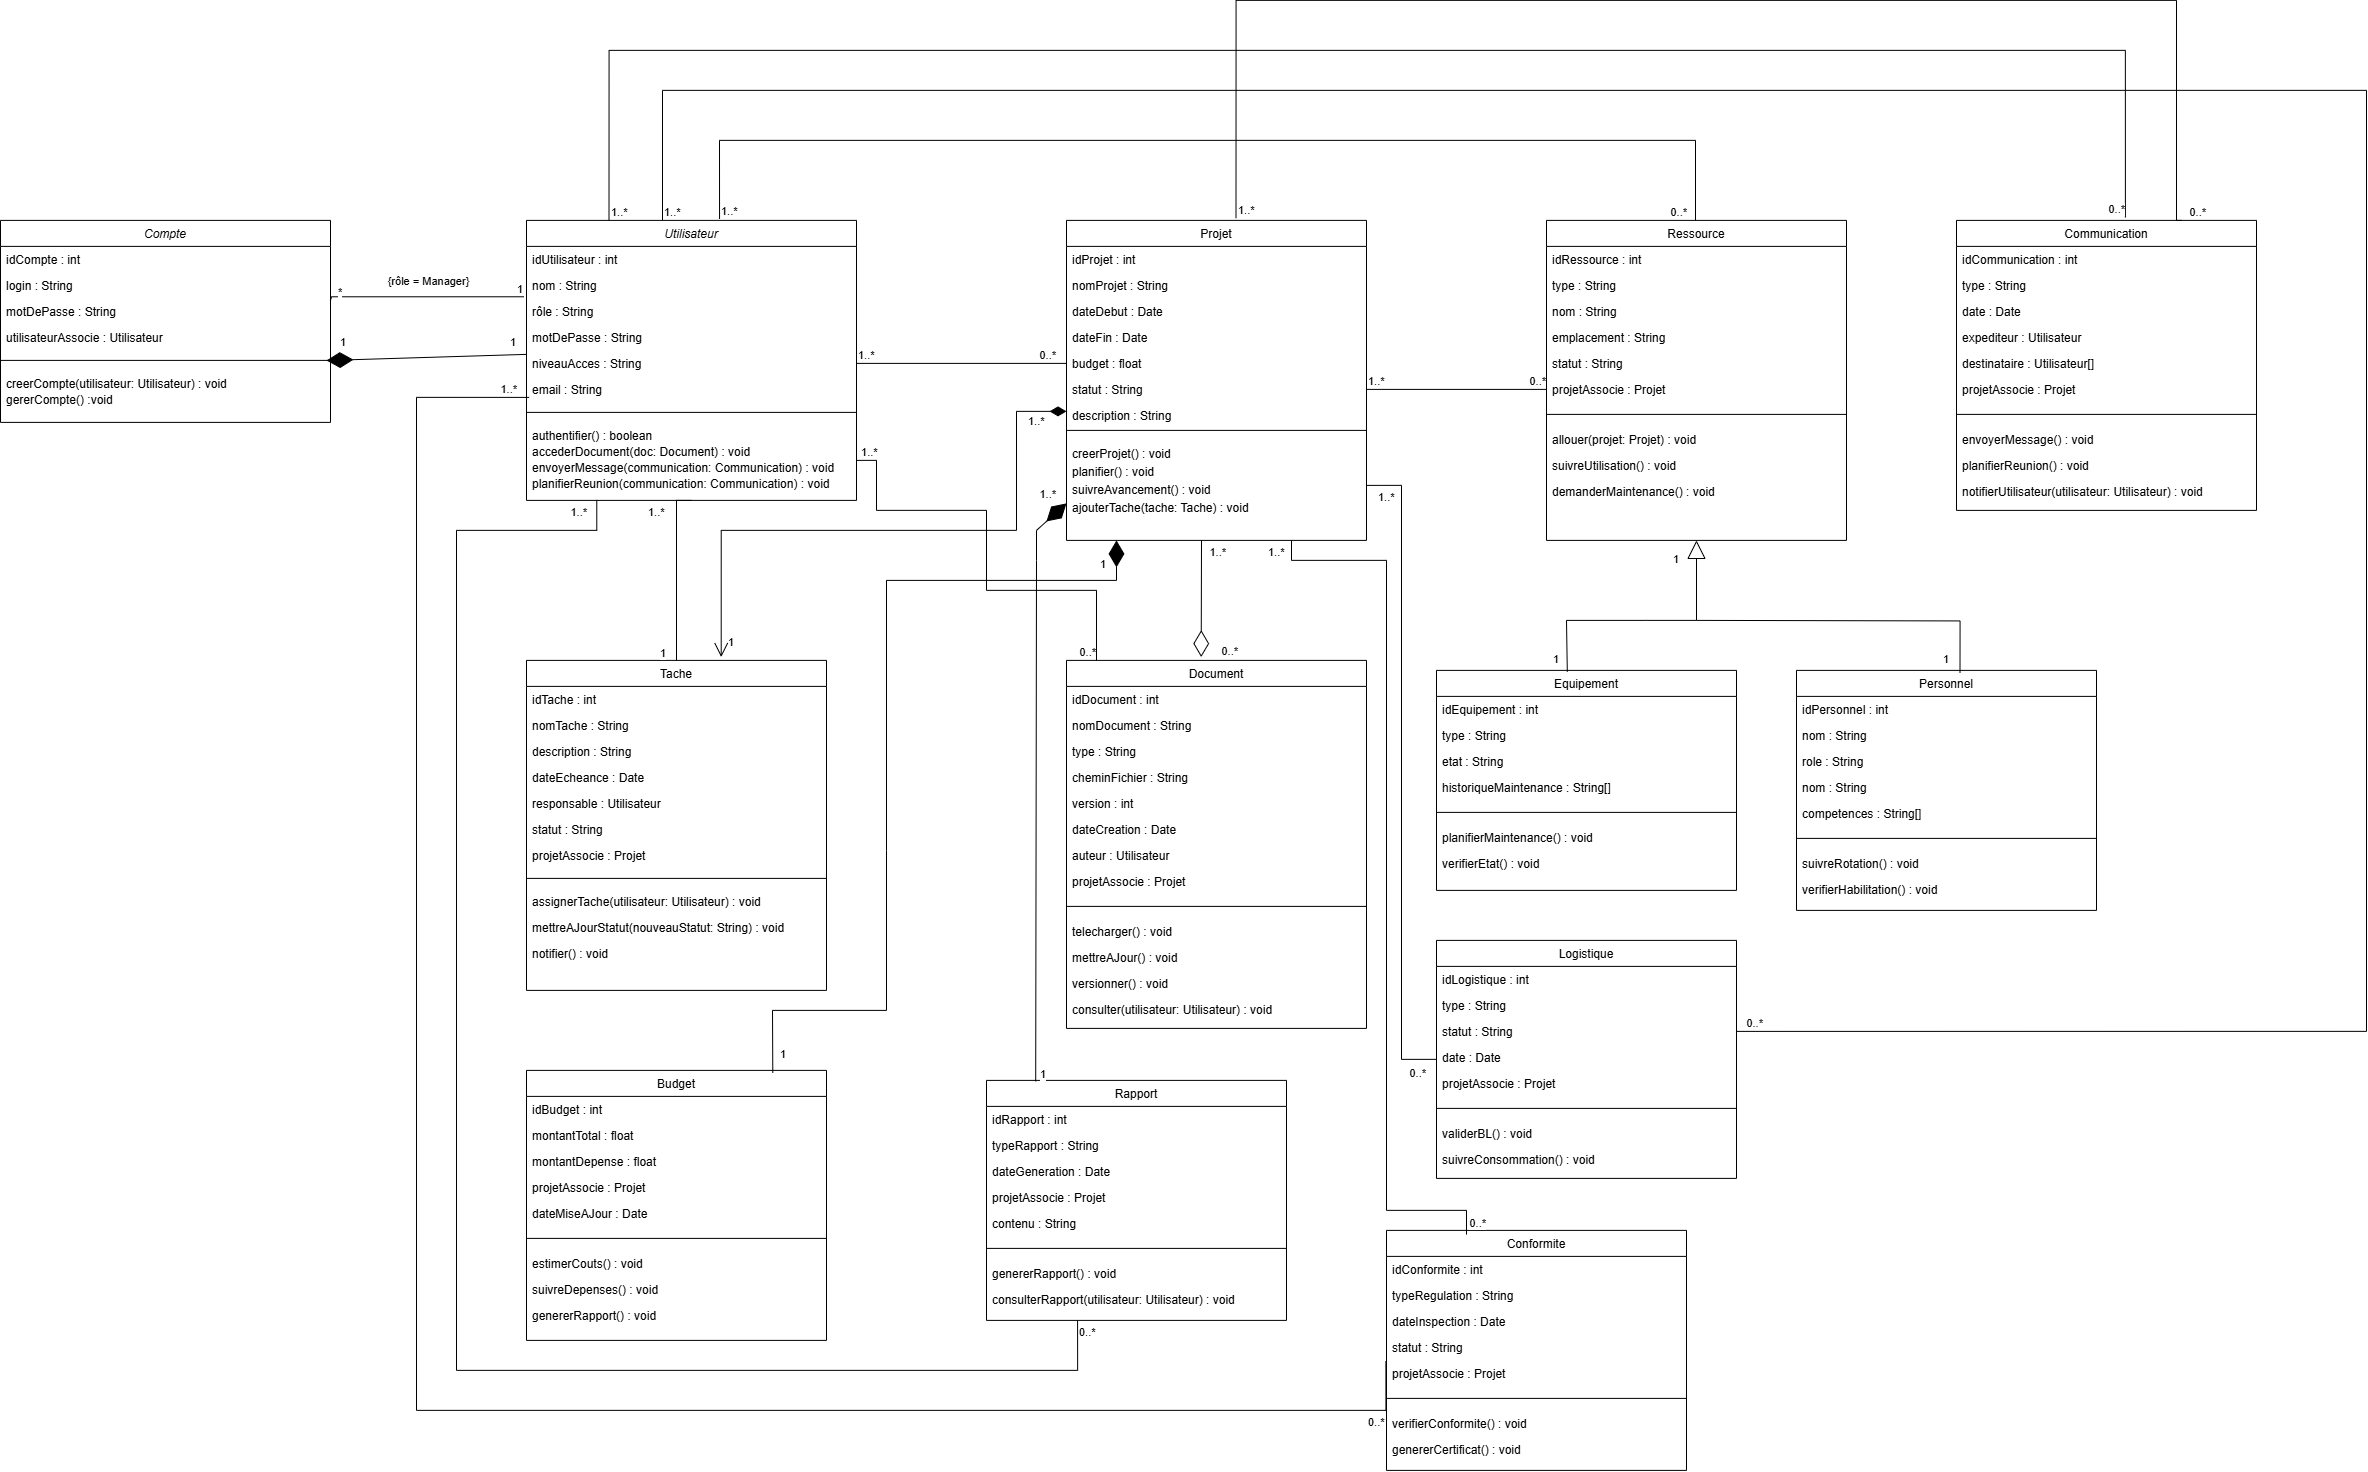 1..*
1..*
1..*
1..*
0..*
0..*
0..*
Compte
idCompte : int
login : String
motDePasse : String
utilisateurAssocie : Utilisateur
creerCompte(utilisateur: Utilisateur) : void
gererCompte() :void
{rôle = Manager}
*
1
1
1
1..*
Utilisateur
idUtilisateur : int
nom : String
rôle : String
motDePasse : String
niveauAcces : String
email : String
authentifier() : boolean
accederDocument(doc: Document) : void
envoyerMessage(communication: Communication) : void
planifierReunion(communication: Communication) : void
1..*
0..*
1..*
1..*
1..*
1..*
1..*
Projet
idProjet : int
nomProjet : String
dateDebut : Date
dateFin : Date
budget : float
statut : String
description : String
creerProjet() : void
planifier() : void
suivreAvancement() : void
ajouterTache(tache: Tache) : void
1..*
0..*
1..*
1
1..*
1..*
Ressource
idRessource : int
type : String
nom : String
emplacement : String
statut : String
projetAssocie : Projet
allouer(projet: Projet) : void
suivreUtilisation() : void
demanderMaintenance() : void
1
Communication
idCommunication : int
type : String
date : Date
expediteur : Utilisateur
destinataire : Utilisateur[]
projetAssocie : Projet
envoyerMessage() : void
planifierReunion() : void
notifierUtilisateur(utilisateur: Utilisateur) : void
1
1
Tache
idTache : int
nomTache : String
description : String
dateEcheance : Date
responsable : Utilisateur
statut : String
projetAssocie : Projet
assignerTache(utilisateur: Utilisateur) : void
mettreAJourStatut(nouveauStatut: String) : void
notifier() : void
0..*
0..*
Document
idDocument : int
nomDocument : String
type : String
cheminFichier : String
version : int
dateCreation : Date
auteur : Utilisateur
projetAssocie : Projet
telecharger() : void
mettreAJour() : void
versionner() : void
consulter(utilisateur: Utilisateur) : void
1
Equipement
idEquipement : int
type : String
etat : String
historiqueMaintenance : String[]
planifierMaintenance() : void
verifierEtat() : void
1
Personnel
idPersonnel : int
nom : String
role : String
nom : String
competences : String[]
suivreRotation() : void
verifierHabilitation() : void
Logistique
idLogistique : int
type : String
statut : String
date : Date
projetAssocie : Projet
validerBL() : void
suivreConsommation() : void
0..*
0..*
1
Budget
idBudget : int
montantTotal : float
montantDepense : float
projetAssocie : Projet
dateMiseAJour : Date
estimerCouts() : void
suivreDepenses() : void
genererRapport() : void
1
Rapport
idRapport : int
typeRapport : String
dateGeneration : Date
projetAssocie : Projet
contenu : String
genererRapport() : void
consulterRapport(utilisateur: Utilisateur) : void
0..*
0..*
Conformite
idConformite : int
typeRegulation : String
dateInspection : Date
statut : String
projetAssocie : Projet
verifierConformite() : void
genererCertificat() : void
0..*